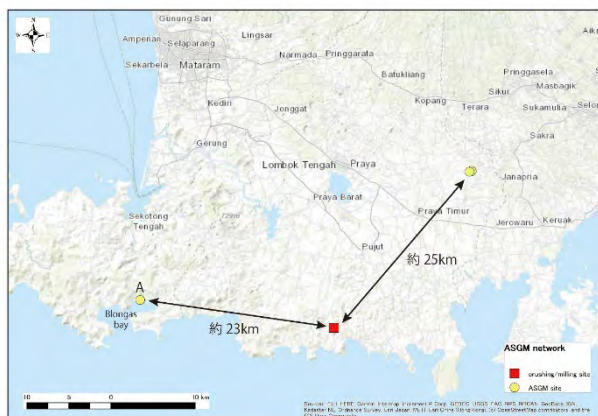 Gunung Sari
Lingsar
Ampenan
Selaparang
Narmada
Pringgarata
Sekarbela
Mataram
Batukliang
Pringgasela
Masbagik
Sikur
Sukamulia
Kopang
Terara
Kediri
Jonggat
Sakra
Gerung
Lombok Tengah
Praya
Janapria
Praya Barat
Sekotong
Tengah
Praya Timur
Jerowaru
Keruak
Pujut
約 25km
A
Blongas
bay
約 23km
ASGM network
crushing/milling site
ASGM site
10 5 0 10 km